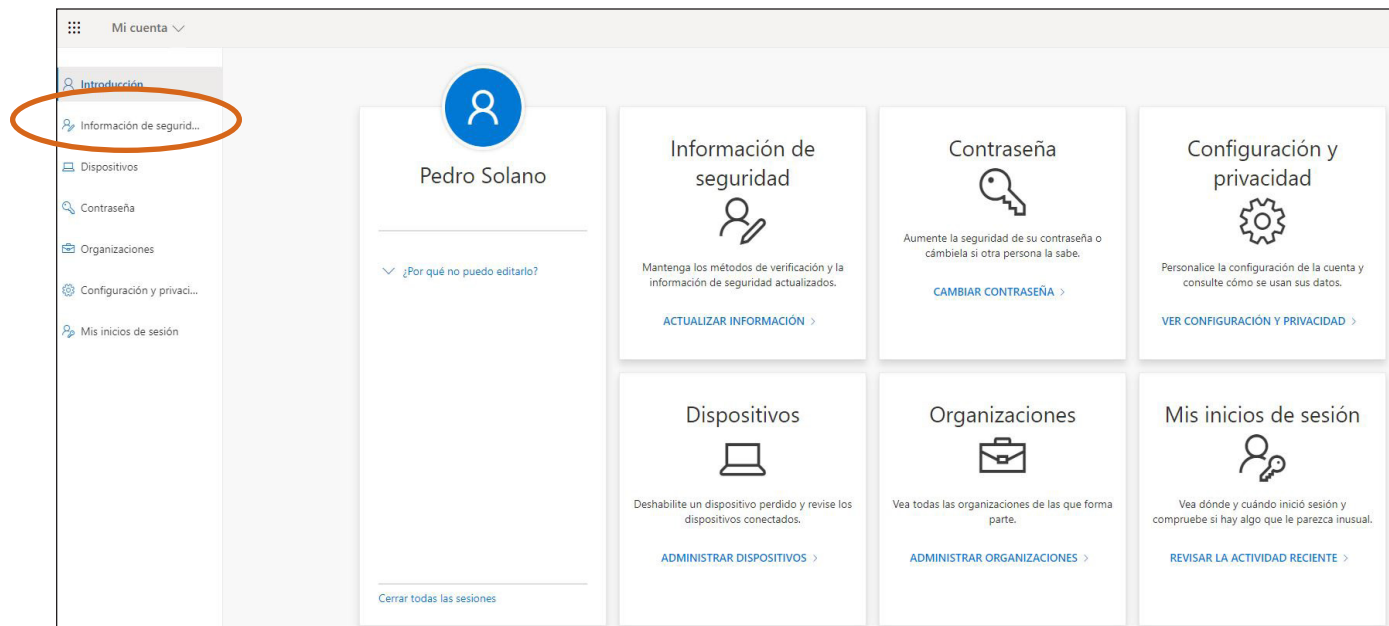 Mi cuenta
Introducción
Información de segurid...
Dispositivos
Contraseña
Organizaciones
Configuración y privaci...
Mis inicios de sesión
Pedro Solano
¿Por qué no puedo editarlo?
Cerrar todas las sesiones
Información de
seguridad
Mantenga los métodos de verificación y la
información de seguridad actualizados.
ACTUALIZAR INFORMACIÓN >
Contraseña
Aumente la seguridad de su contraseña o
cámbiela si otra persona la sabe.
CAMBIAR CONTRASEÑA >
Configuración y
privacidad
Personalice la configuración de la cuenta y
consulte cómo se usan sus datos.
VER CONFIGURACIÓN Y PRIVACIDAD >
Dispositivos
Deshabilite un dispositivo perdido y revise los
dispositivos conectados.
ADMINISTRAR DISPOSITIVOS >
Organizaciones
Vea todas las organizaciones de las que forma
parte.
ADMINISTRAR ORGANIZACIONES >
Mis inicios de sesión
Vea dónde y cuándo inició sesión y
compruebe si hay algo que le parezca inusual.
REVISAR LA ACTIVIDAD RECIENTE >